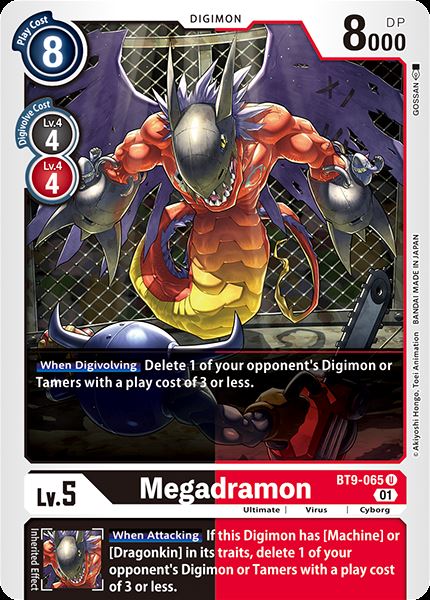 Play Cost
8
DIGIMON
DP
8000
Digivolve Cost
Lv.4
4
Lv.4
4
GOSSAN
©Akiyoshi Hongo, Toei Animation BANDAI MADE IN JAPAN
When Digivolving Delete 1 of your opponent's Digimon or
Tamers with a play cost of 3 or less.
Lv.5
Megadramon
BT9-065 U
01
Ultimate | Virus | Cyborg
Inherited Effect
When Attacking If this Digimon has [Machine] or
[Dragonkin] in its traits, delete 1 of your
opponent's Digimon or Tamers with a play cost
of 3 or less.